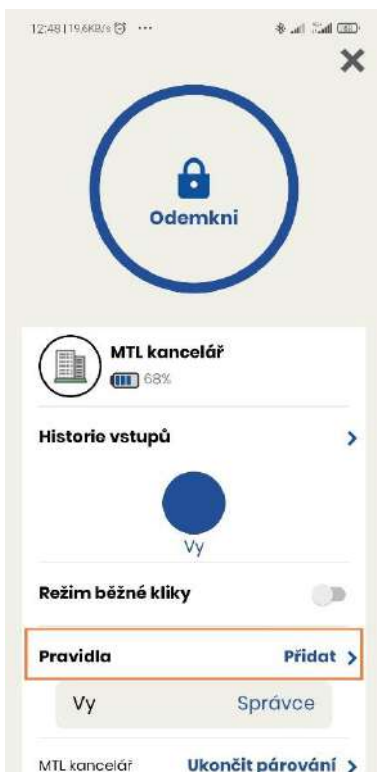 12:48 | 19,6KB/s
Odemkni
MTL kancelář
68%
Historie vstupů
Vy
Režim běžné kliky
Pravidla Přidat
Vy Správce
MTL kancelář Ukončit párování